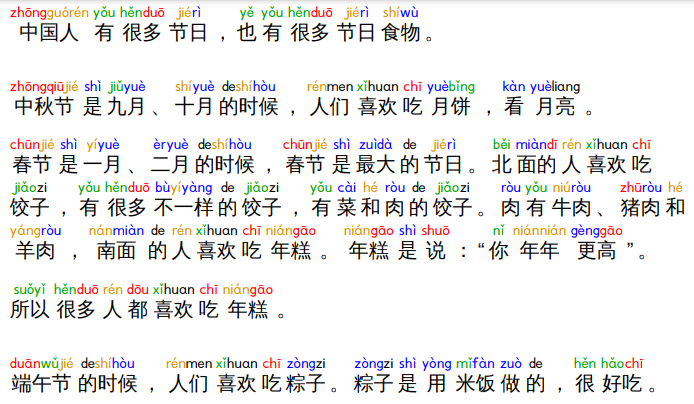 zhōngguórén yǒu hěnduō jiérì yě yǒu hěnduō jiérì shíwù
中国人 有 很多 节日 ，也 有 很多 节日 食物 。
zhōngqiūjié shì jiǔyuè shíyuè deshíhòu rénmen xǐhuan chī yuèbǐng kàn yuèliang
中秋节 是 九月 、 十月 的时候 ， 人们 喜欢 吃 月饼 ，看 月亮 。
chūnjié shì yíyuè èryuè deshíhòu chūnjié shì zuìdà de jiérì běi miàndī rén xǐhuan chī
春节 是 一月 、 二月 的时候 ， 春节 是 最大 的 节日 。北 面的 人 喜欢 吃
jiǎozi yǒu hěnduō bùyíyàng de jiǎozi yǒu cài hé ròu de jiǎozi ròu yǒu niúròu zhūròu hé
饺子 ，有 很多 不一样 的 饺子 ，有 菜 和 肉 的 饺子 。肉 有 牛肉 、 猪肉 和
yángròu nánmiàn de rén xǐhuan chī niángāo niángāo shì shuō nǐ niánnián gènggāo
羊肉 ， 南面 的 人 喜欢 吃 年糕 。 年糕 是 说 ：“你 年年 更高 ”。
suǒyǐ hěnduō rén dōu xǐhuan chī niángāo
所以 很多 人 都 喜欢 吃 年糕 。
duānwǔjié deshíhòu rénmen xǐhuan chī zòngzi zòngzi shì yòng mǐfàn zuò de hěn hǎochī
端午节 的时候 ， 人们 喜欢 吃 粽子 。粽子 是 用 米饭 做 的 ，很 好吃 。